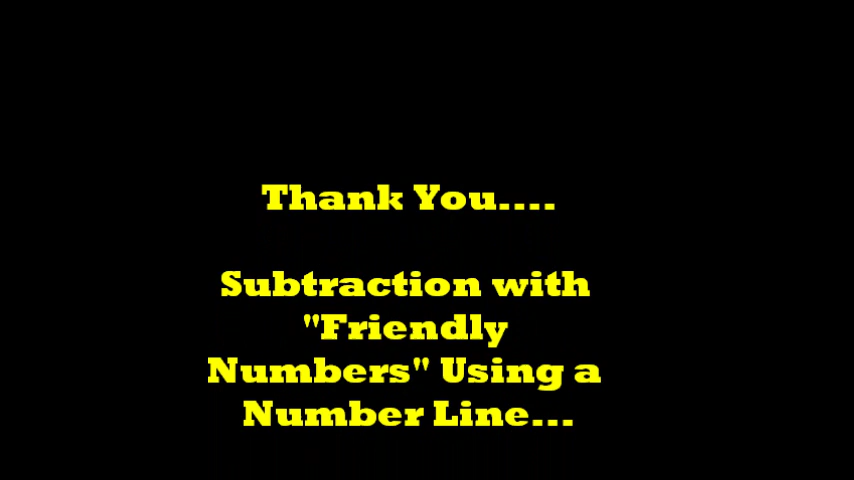 Thank You....
Subtraction with
"Friendly
Numbers" Using a
Number Line...